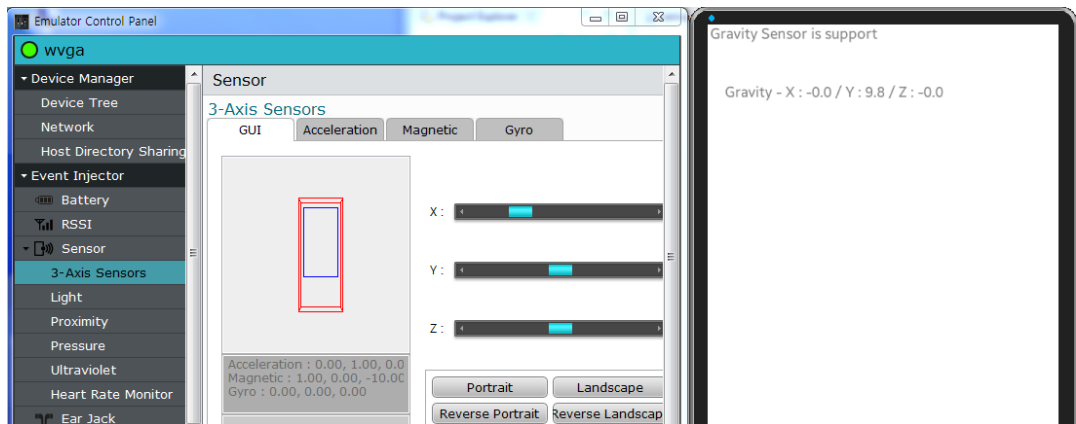 Emulator Control Panel
wvga
Device Manager
Device Tree
Network
Host Directory Sharing
Event Injector
Battery
RSSI
Sensor
3-Axis Sensors
Light
Proximity
Pressure
Ultraviolet
Heart Rate Monitor
Ear Jack
Sensor
3-Axis Sensors
GUI Acceleration Magnetic Gyro
X :
Y :
Z :
Acceleration : 0.00, 1.00, 0.0
Magnetic : 1.00, 0.00, -10.00
Gyro : 0.00, 0.00, 0.00
Portrait Landscape
Reverse Portrait Reverse Landscap
Gravity Sensor is support
Gravity - X : -0.0 / Y : 9.8 / Z : -0.0